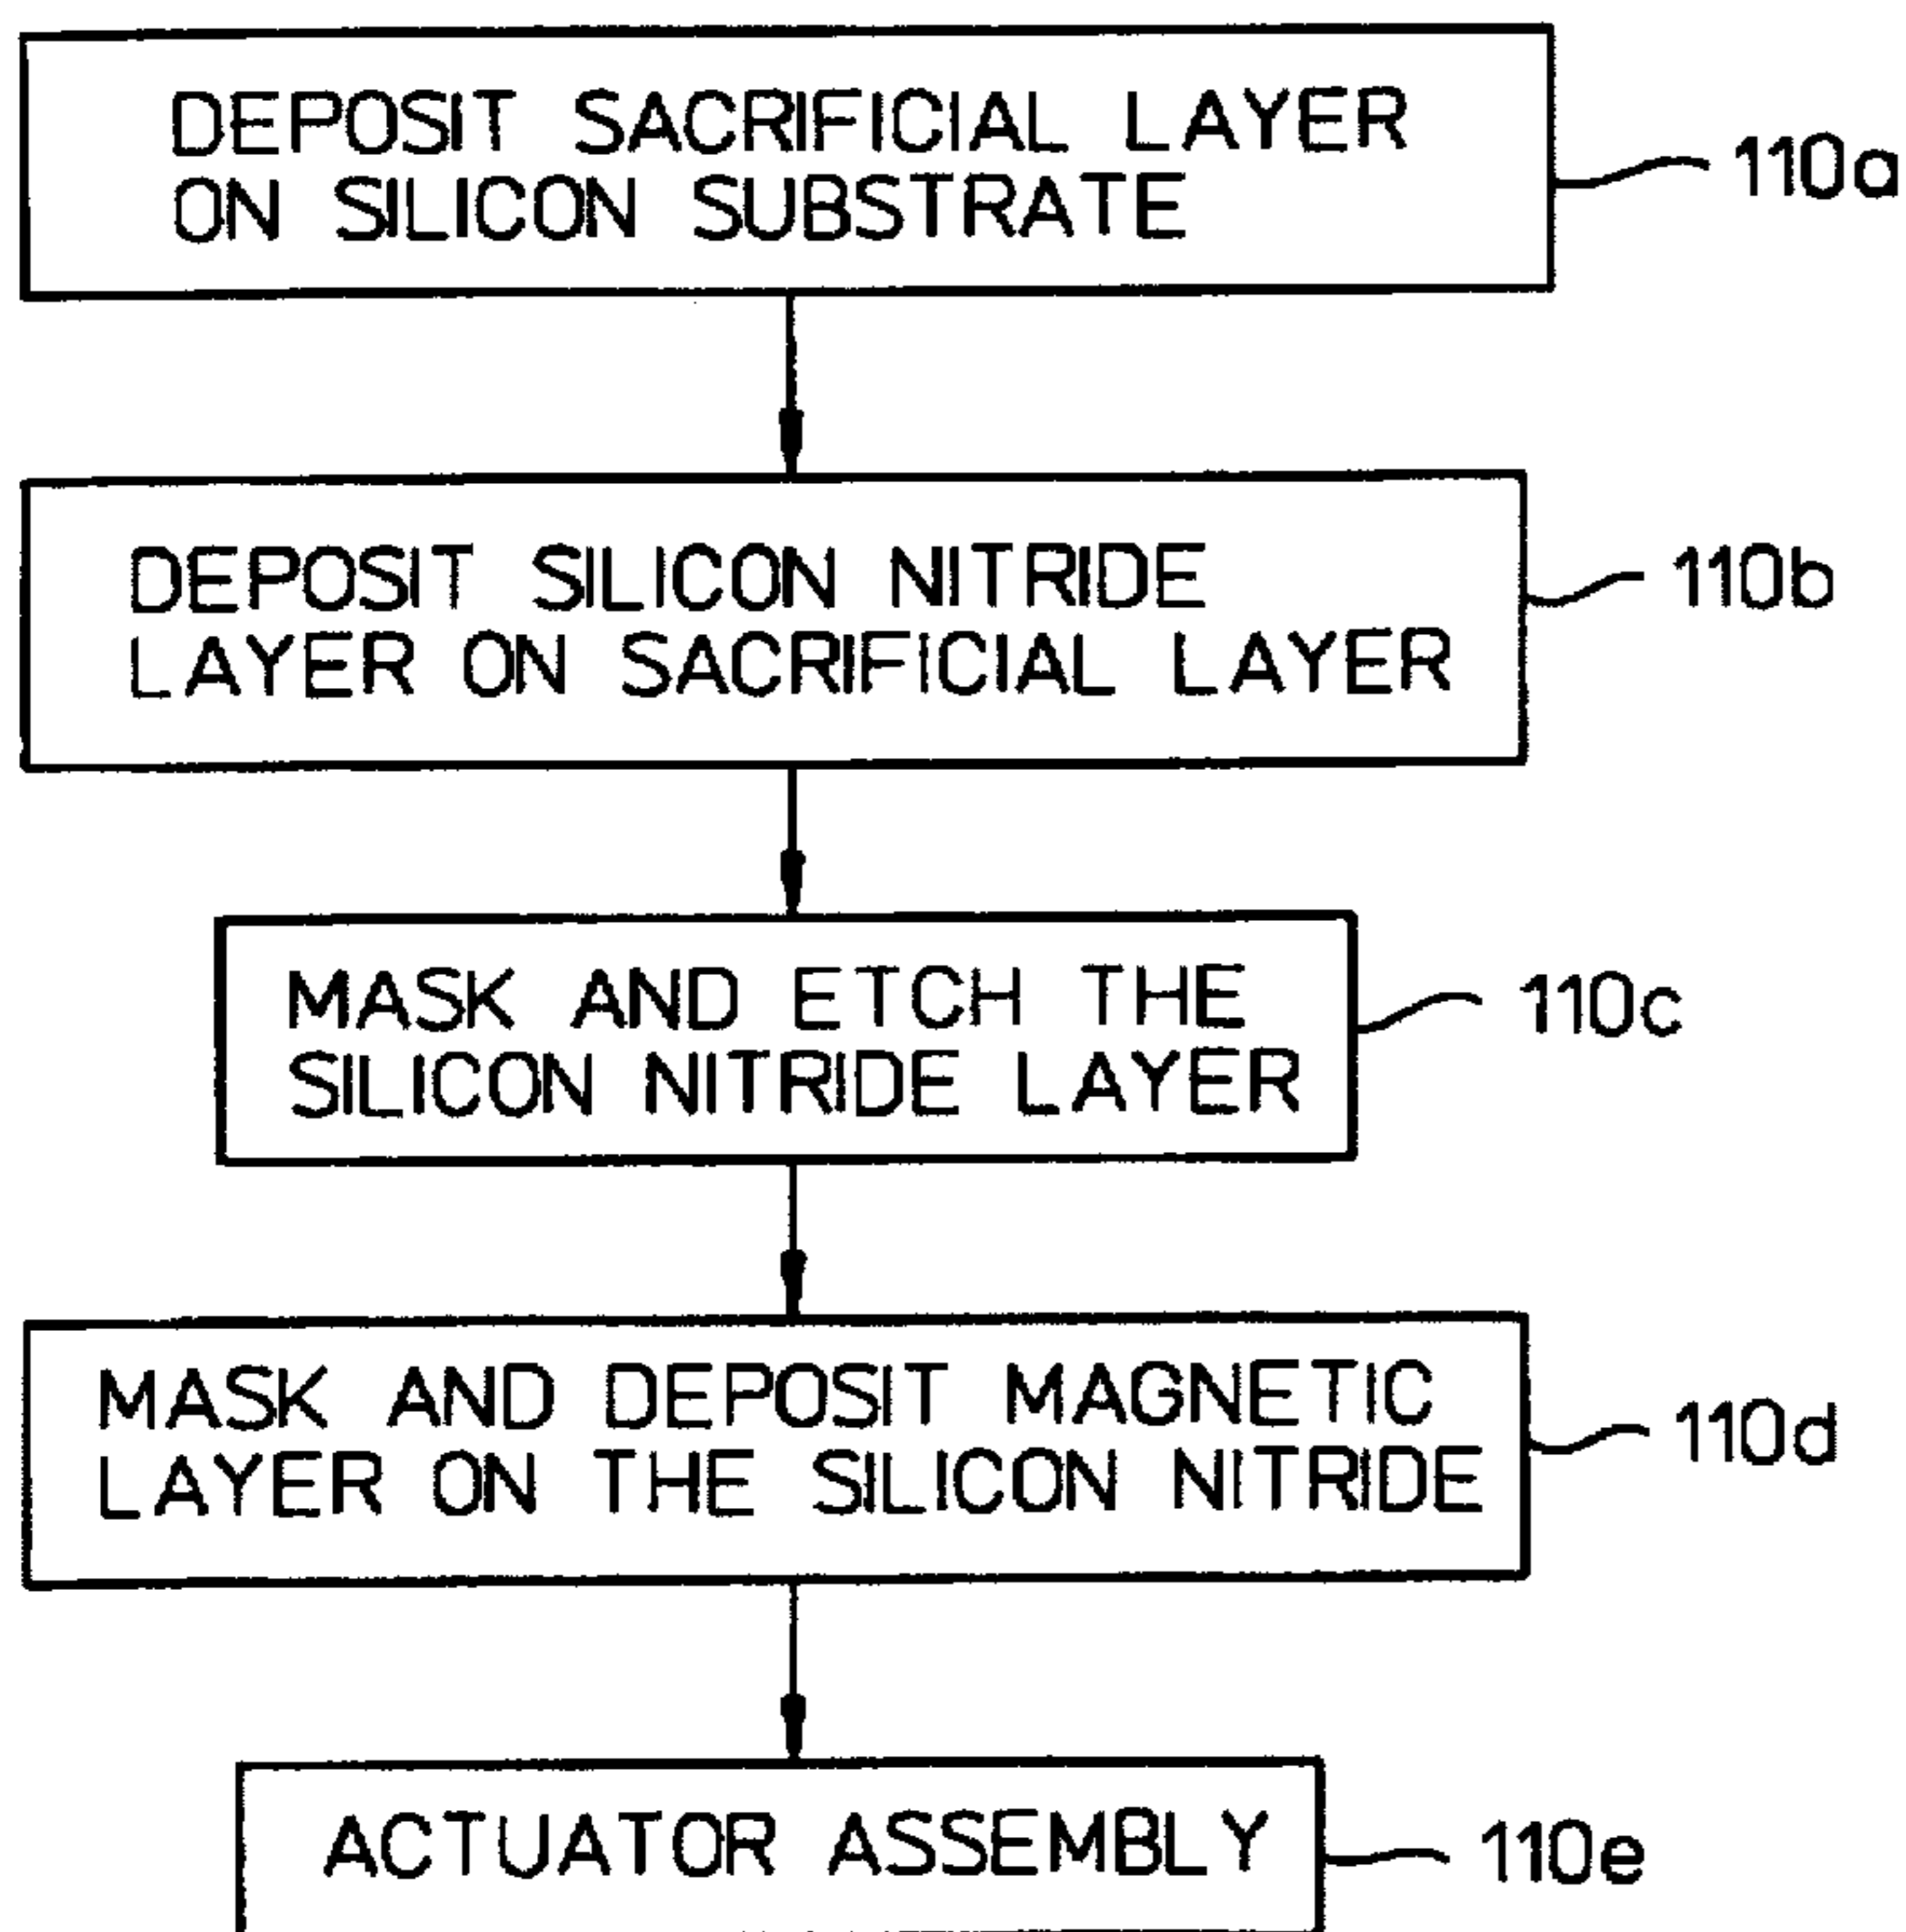 DEPOSIT SACRIFICIAL LAYER
ON SILICON SUBSTRATE
110a
DEPOSIT SILICON NITRIDE
LAYER ON SACRIFICIAL LAYER
110b
MASK AND ETCH THE
SILICON NITRIDE LAYER
110c
MASK AND DEPOSIT MAGNETIC
LAYER ON THE SILICON NITRIDE
110d
ACTUATOR ASSEMBLY
110e